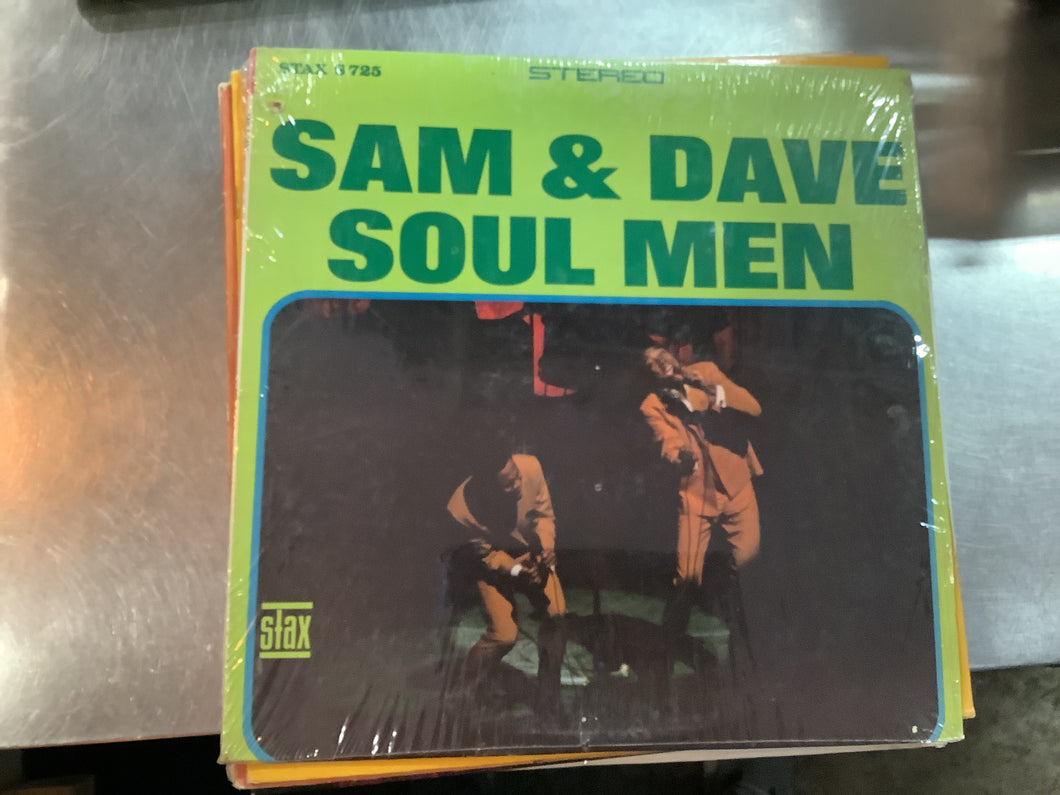 STAX S 725
STEREO
SAM & DAVE
SOUL MEN
stax